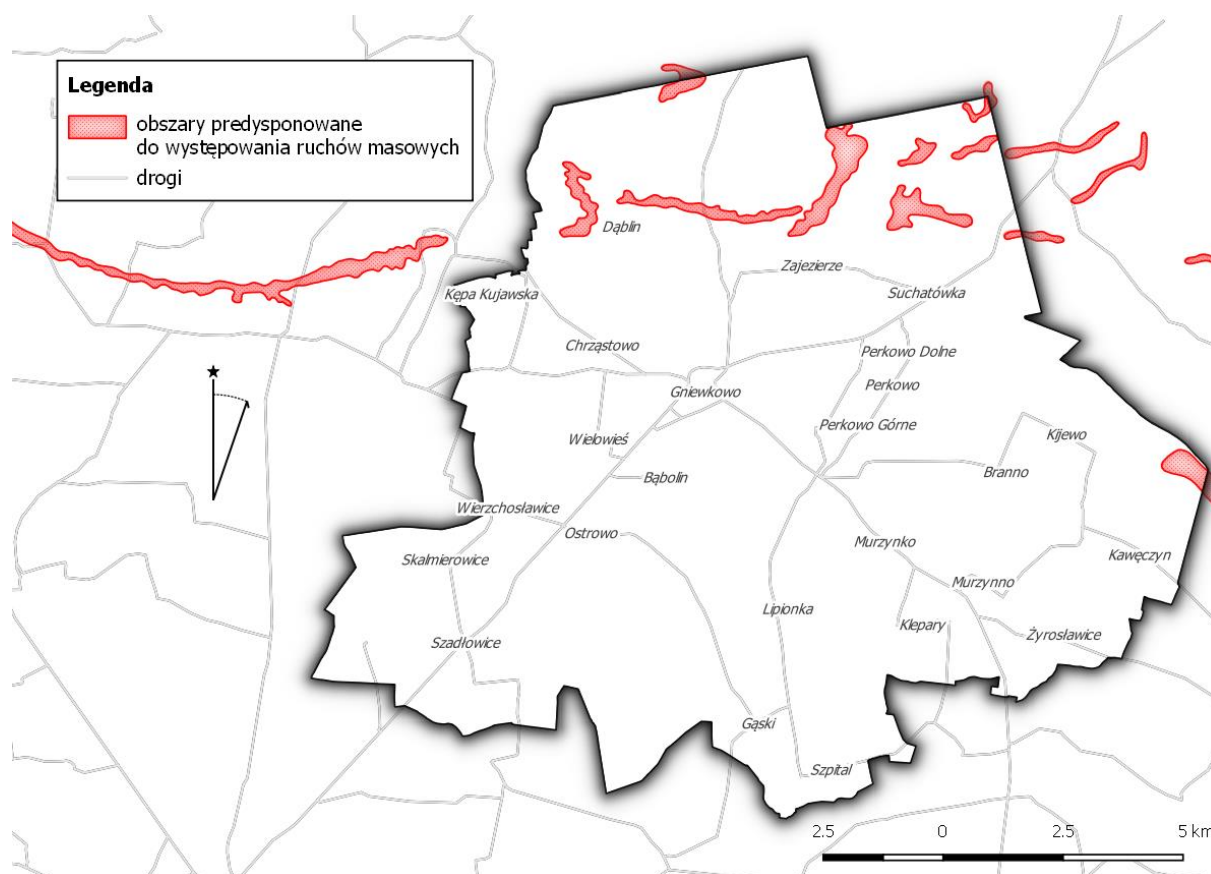 Legenda
obszary predysponowane
do występowania ruchów masowych
drogi
Dąblin
Zajezierze
Kępa Kujawska
Suchatówka
Chrząstowo
Perkowo Dolne
Gniewkowo
Perkowo
Perkowo Górne
Wielowieś
Kijewo
Bąbolin
Branno
Wierzchosławice
Ostrowo
Murzynko
Skalmierowice
Kawęczyn
Murzynno
Lipionka
Klepary
Szadłowice
Żyrosławice
Gąski
Szpital
2.5 0 2.5 5 km